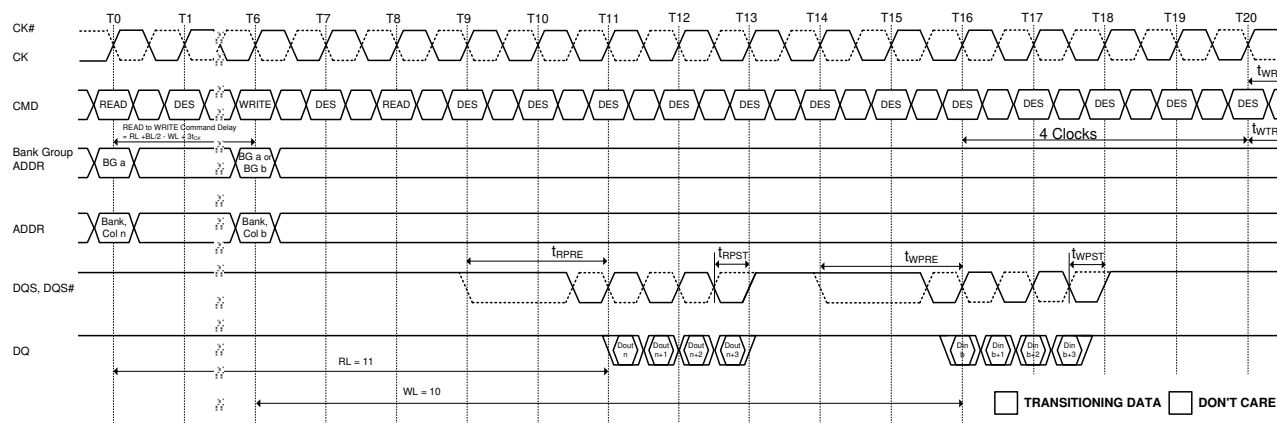 T0 T1 T6 T7 T8 T9 T10 T11 T12 T13 T14 T15 T16 T17 T18 T19 T20
CK#
CK
tWR
CMD READ DES WRITE DES READ DES DES DES DES DES DES DES DES DES DES DES DES
READ to WRITE Command Delay
= RL +BL/2 - WL + 3tCK
4 Clocks
tWTR
Bank Group
ADDR
BG a
BG a or
BG b
ADDR
Bank,
Col n
Bank,
Col b
tRPRE tRPST tWPRE tWPST
DQS, DQS#
DQ
Dout
n
Dout
n+1
Dout
n+2
Dout
n+3
Din
b
Din
b+1
Din
b+2
Din
b+3
RL = 11
WL = 10
TRANSITIONING DATA DON'T CARE